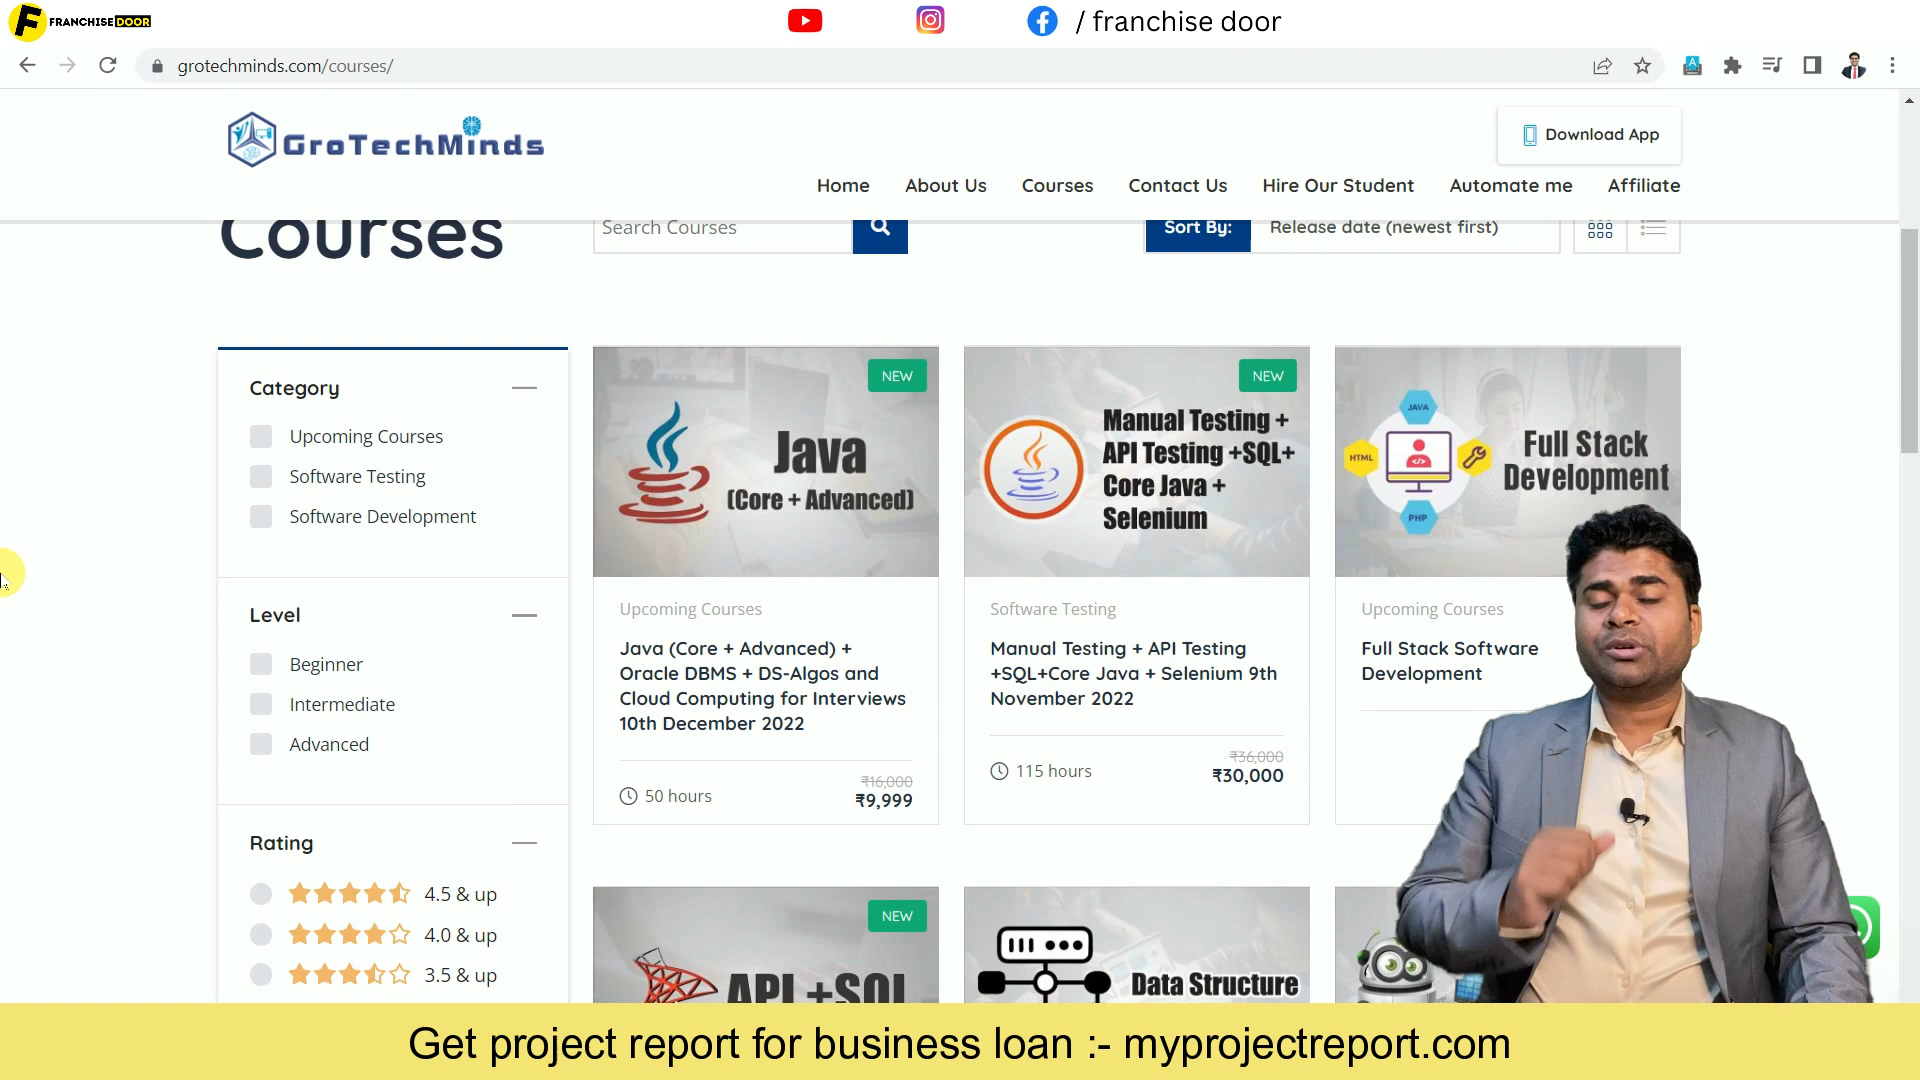 F FRANCHISE DOOR
/ franchise door
grotechminds.com/courses/
GroTechMinds
Download App
Home About Us Courses Contact Us Hire Our Student Automate me Affiliate
Courses
Search Courses
Sort By: Release date (newest first)
Category
Upcoming Courses
Software Testing
Software Development
Level
Beginner
Intermediate
Advanced
Rating
4.5 & up
4.0 & up
3.5 & up
NEW
Java
(Core + Advanced)
Upcoming Courses
Java (Core + Advanced) +
Oracle DBMS + DS-Algos and
Cloud Computing for Interviews
10th December 2022
50 hours
₹16,000
₹9,999
NEW
Manual Testing +
API Testing +SQL+
Core Java +
Selenium
Software Testing
Manual Testing + API Testing
+SQL+Core Java + Selenium 9th
November 2022
115 hours
₹36,000
₹30,000
JAVA
HTML
PHP
Full Stack
Development
Upcoming Courses
Full Stack Software
Development
NEW
API +SQL
Data Structure
Get project report for business loan :- myprojectreport.com